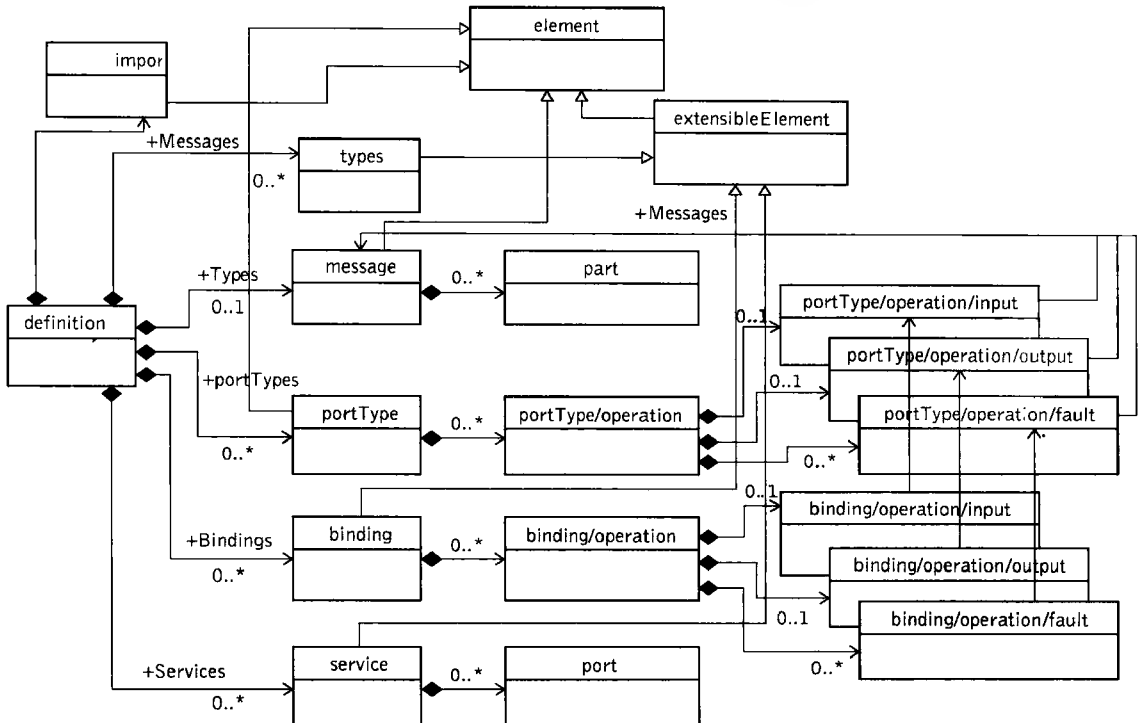 element
impor
extensibleElement
+Messages
types
0..*
+Messages
message
0..*
part
+Types
0..1
definition
portType/operation/input
0..1
portType/operation/output
+portTypes
0..1
portType
0..*
portType/operation
portType/operation/fault
0..*
0..*
0..1
binding/operation/input
+Bindings
binding
0..*
binding/operation
0..*
binding/operation/output
0..1
binding/operation/fault
service
0..*
port
+Services
0..*
0..*